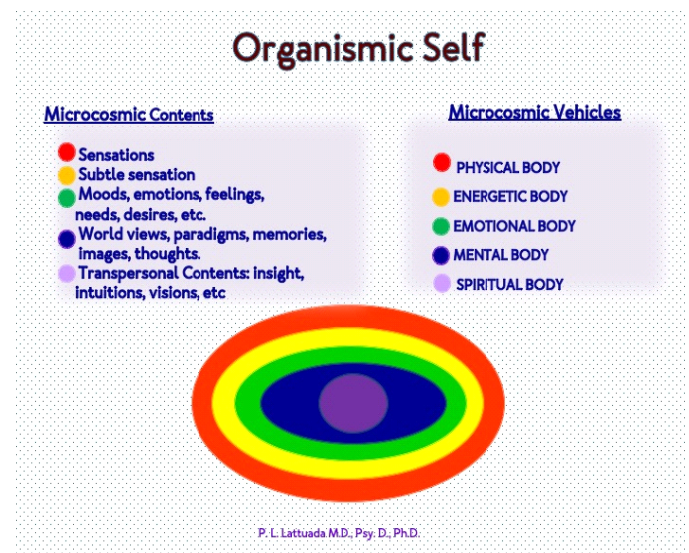 Organismic Self
Microcosmic Contents
Sensations
Subtle sensation
Moods, emotions, feelings,
needs, desires, etc.
World views, paradigms, memories,
images, thoughts.
Transpersonal Contents: insight,
intuitions, visions, etc
Microcosmic Vehicles
PHYSICAL BODY
ENERGETIC BODY
EMOTIONAL BODY
MENTAL BODY
SPIRITUAL BODY
P. L. Lattuada M.D., Psy. D., Ph.D.